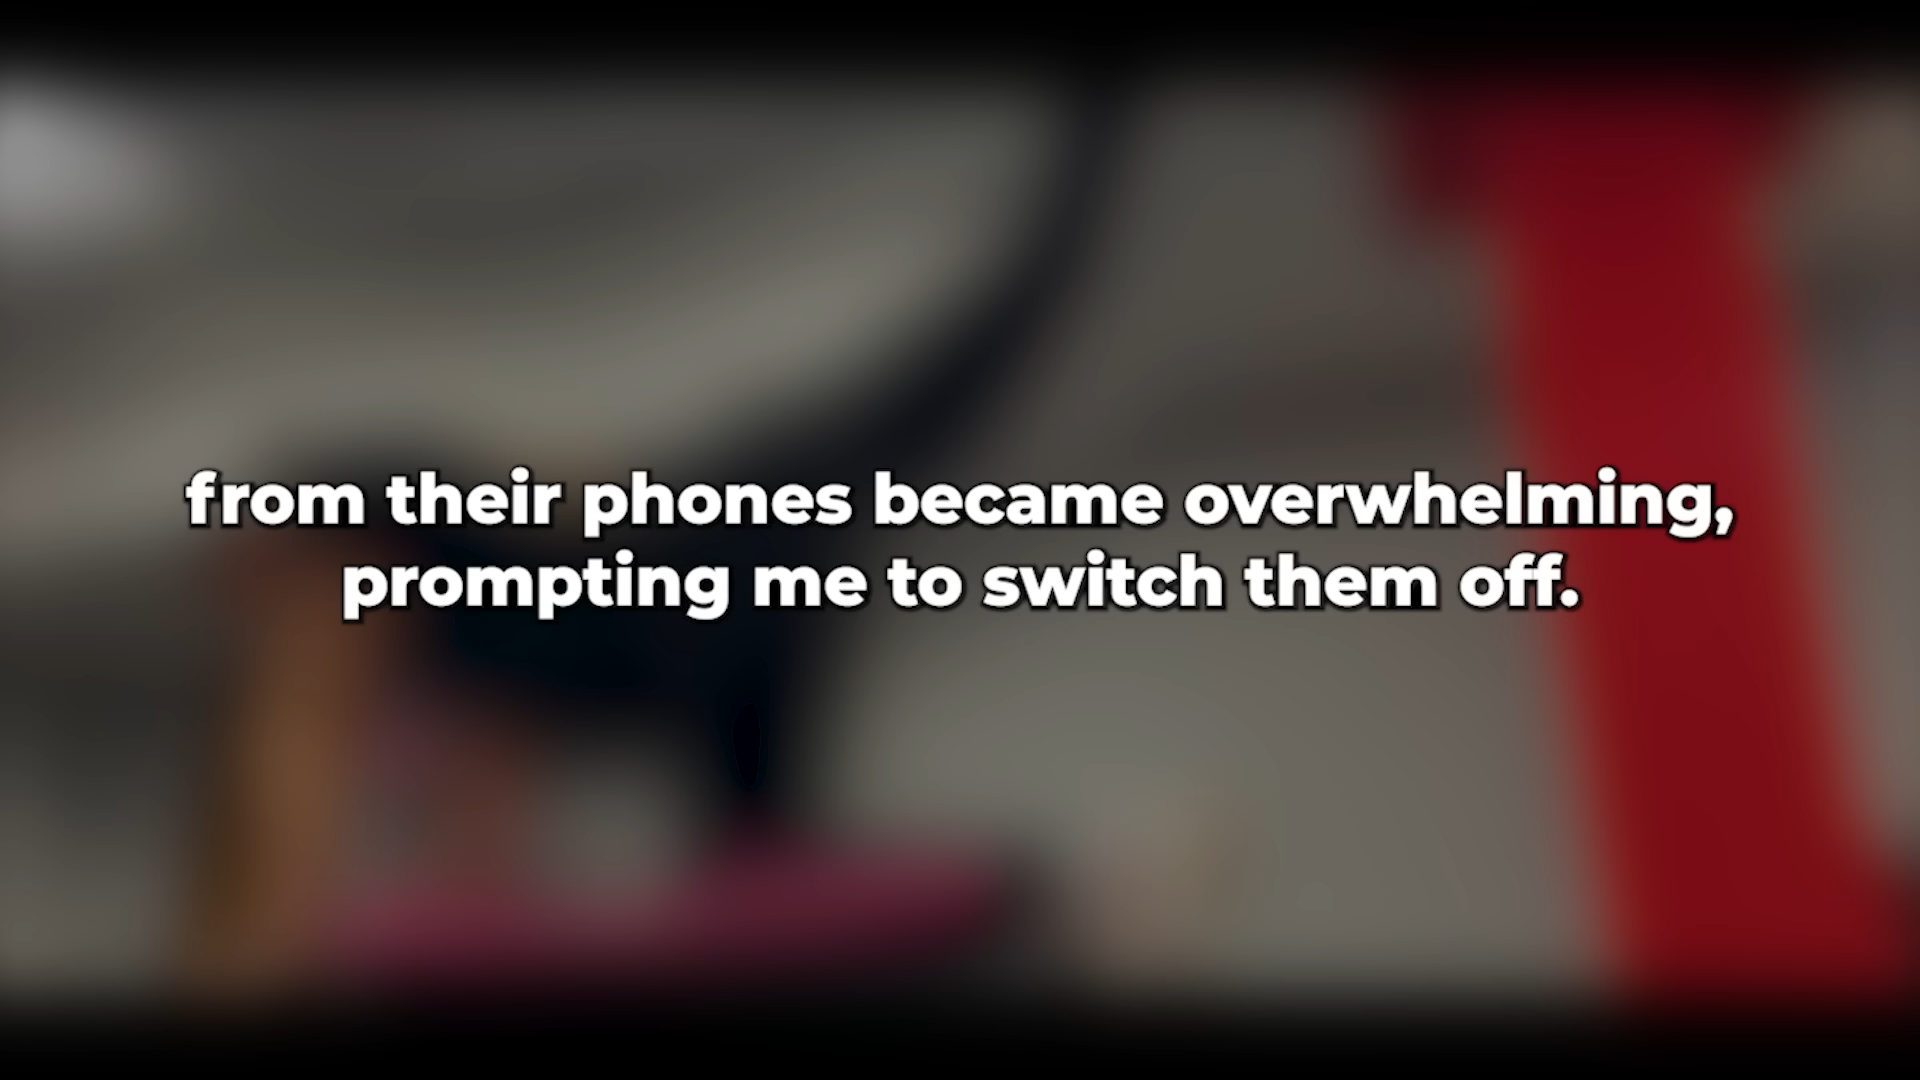 from their phones became overwhelming,
prompting me to switch them off.